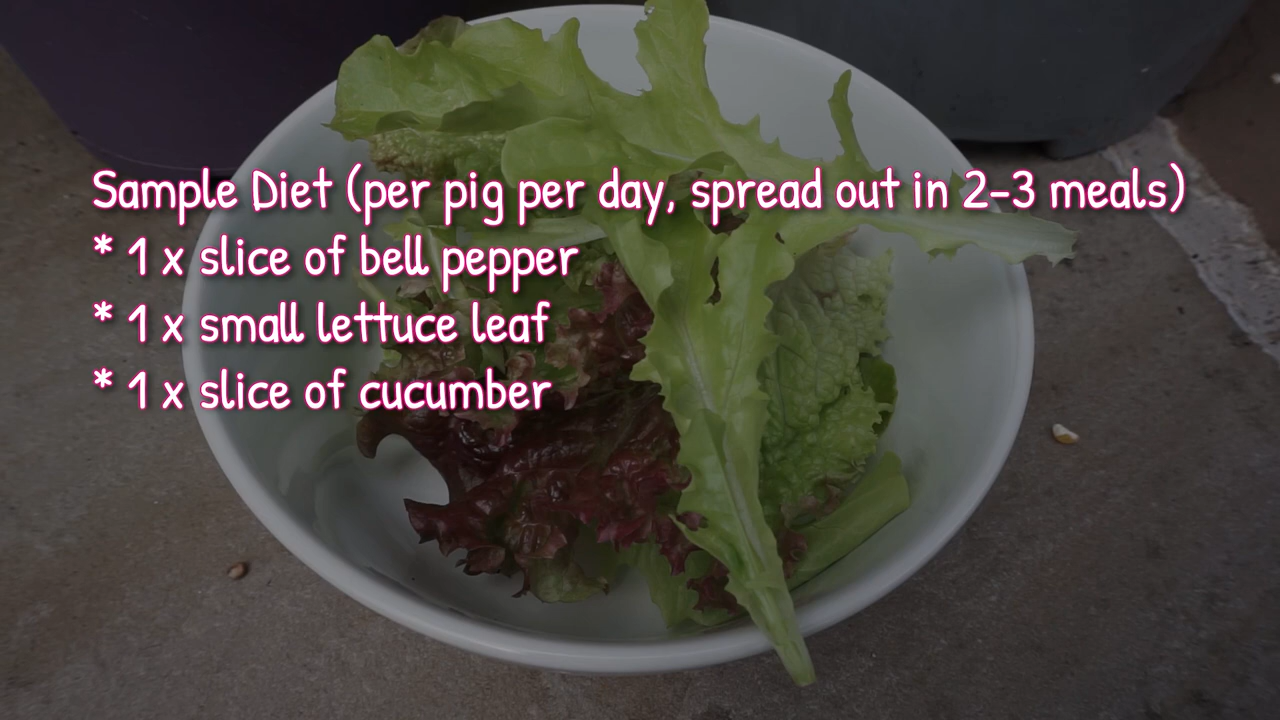 Sample Diet (per pig per day, spread out in 2-3 meals)
* 1 x slice of bell pepper
* 1 x small lettuce leaf
* 1 x slice of cucumber